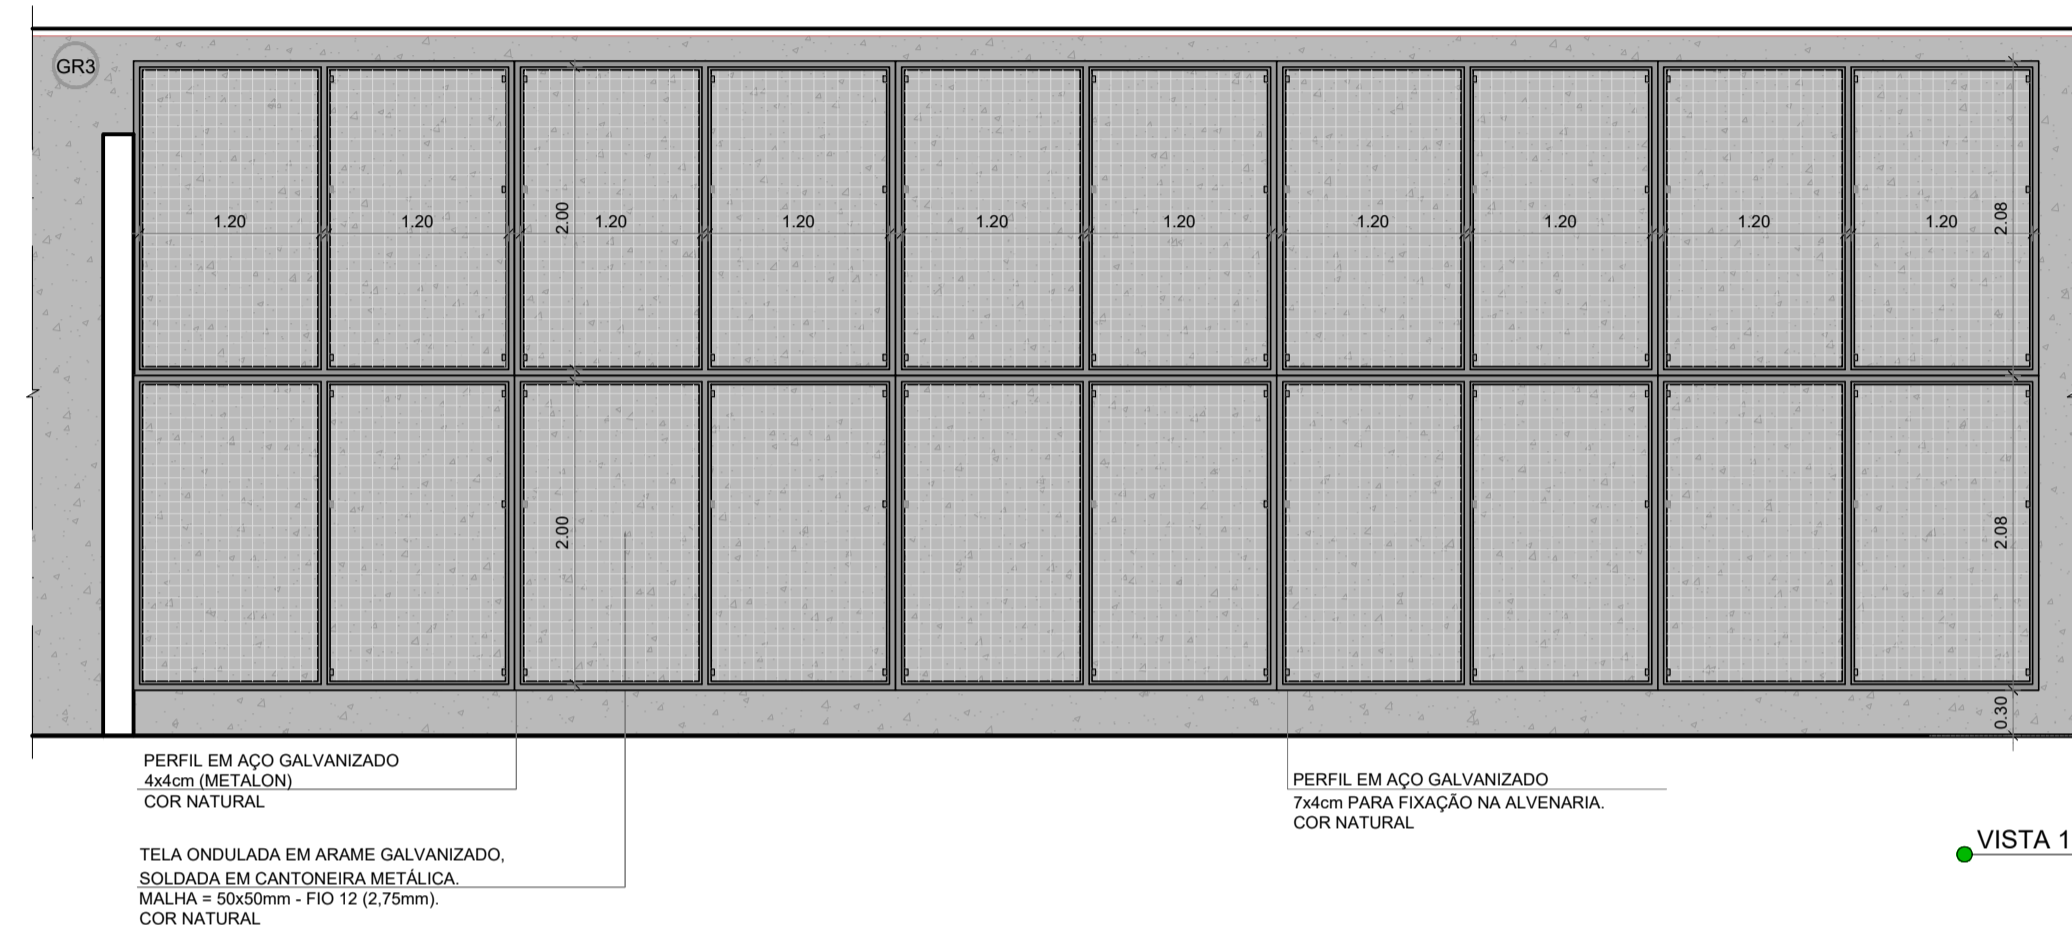 GR3
1.20 1.20 2.00 1.20 1.20 1.20 1.20 1.20 1.20 1.20 1.20 2.08
2.00 2.08
0.30
PERFIL EM AÇO GALVANIZADO
4x4cm (METALON)
COR NATURAL
TELA ONDULADA EM ARAME GALVANIZADO,
SOLDADA EM CANTONEIRA METÁLICA.
MALHA = 50x50mm - FIO 12 (2,75mm).
COR NATURAL
PERFIL EM AÇO GALVANIZADO
7x4cm PARA FIXAÇÃO NA ALVENARIA.
COR NATURAL
VISTA 1